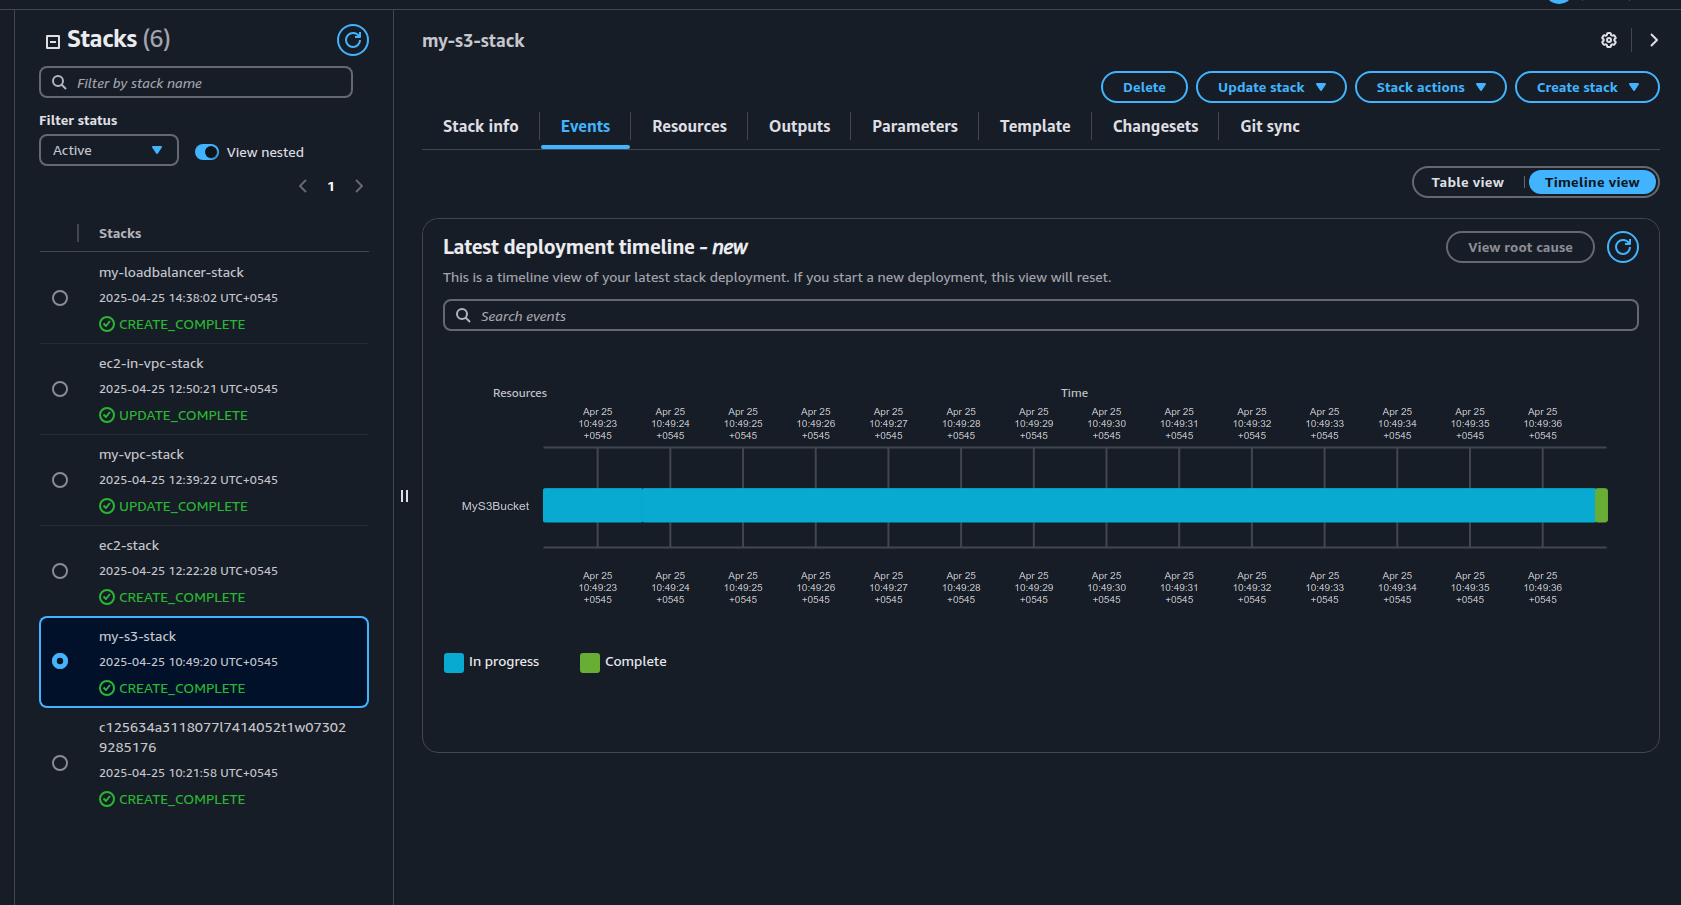 Stacks (6)
Filter by stack name
Filter status
Active
View nested
1
Stacks
my-loadbalancer-stack
2025-04-25 14:38:02 UTC+0545
CREATE_COMPLETE
ec2-in-vpc-stack
2025-04-25 12:50:21 UTC+0545
UPDATE_COMPLETE
my-vpc-stack
2025-04-25 12:39:22 UTC+0545
UPDATE_COMPLETE
ec2-stack
2025-04-25 12:22:28 UTC+0545
CREATE_COMPLETE
my-s3-stack
2025-04-25 10:49:20 UTC+0545
CREATE_COMPLETE
c125634a3118077l7414052t1w07302
9285176
2025-04-25 10:21:58 UTC+0545
CREATE_COMPLETE
my-s3-stack
Delete Update stack Stack actions Create stack
Stack info Events Resources Outputs Parameters Template Changesets Git sync
Table view Timeline view
Latest deployment timeline - new
View root cause
This is a timeline view of your latest stack deployment. If you start a new deployment, this view will reset.
Search events
Resources Time
Apr 25 Apr 25 Apr 25 Apr 25 Apr 25 Apr 25 Apr 25 Apr 25 Apr 25 Apr 25 Apr 25 Apr 25 Apr 25 Apr 25
10:49:23 10:49:24 10:49:25 10:49:26 10:49:27 10:49:28 10:49:29 10:49:30 10:49:31 10:49:32 10:49:33 10:49:34 10:49:35 10:49:36
+0545 +0545 +0545 +0545 +0545 +0545 +0545 +0545 +0545 +0545 +0545 +0545 +0545 +0545
MyS3Bucket
Apr 25 Apr 25 Apr 25 Apr 25 Apr 25 Apr 25 Apr 25 Apr 25 Apr 25 Apr 25 Apr 25 Apr 25 Apr 25 Apr 25
10:49:23 10:49:24 10:49:25 10:49:26 10:49:27 10:49:28 10:49:29 10:49:30 10:49:31 10:49:32 10:49:33 10:49:34 10:49:35 10:49:36
+0545 +0545 +0545 +0545 +0545 +0545 +0545 +0545 +0545 +0545 +0545 +0545 +0545 +0545
In progress Complete